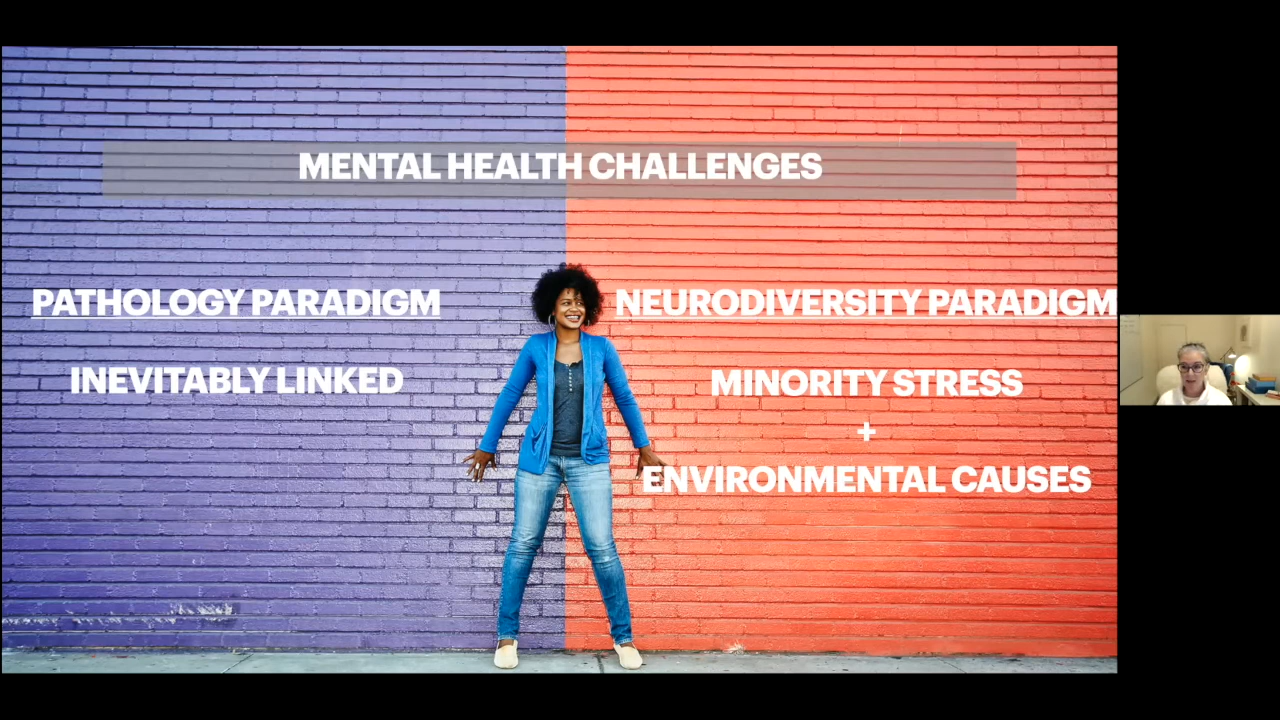 MENTAL HEALTH CHALLENGES
PATHOLOGY PARADIGM
INEVITABLY LINKED
NEURODIVERSITY PARADIGM
MINORITY STRESS
+
ENVIRONMENTAL CAUSES